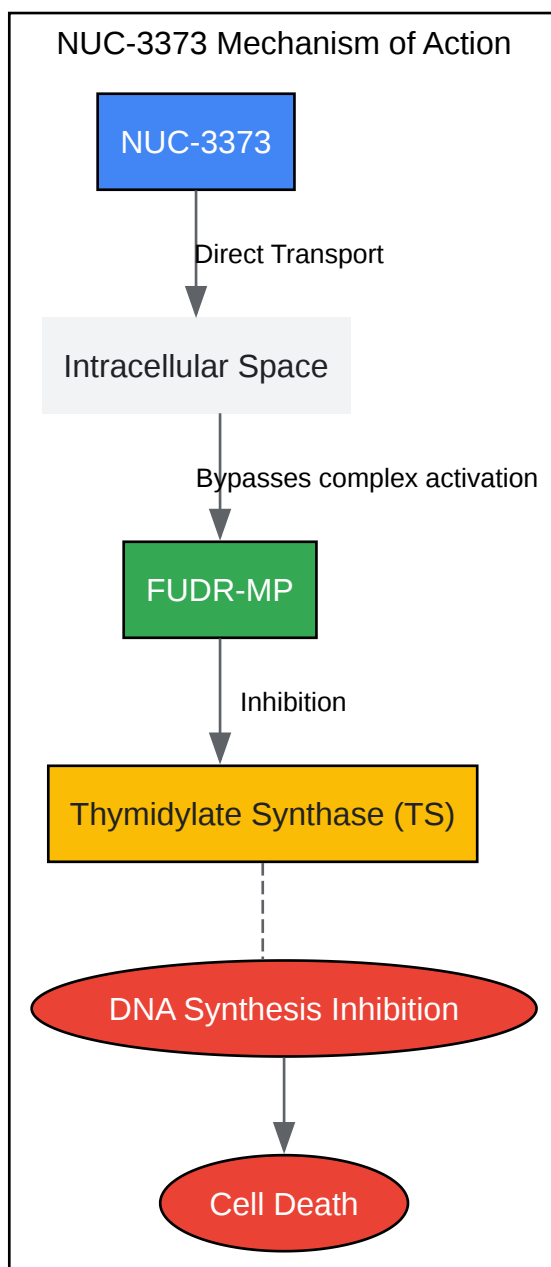 NUC-3373 Mechanism of Action
NUC-3373
Direct Transport
Intracellular Space
Bypasses complex activation
FUDR-MP
Inhibition
Thymidylate Synthase (TS)
DNA Synthesis Inhibition
Cell Death